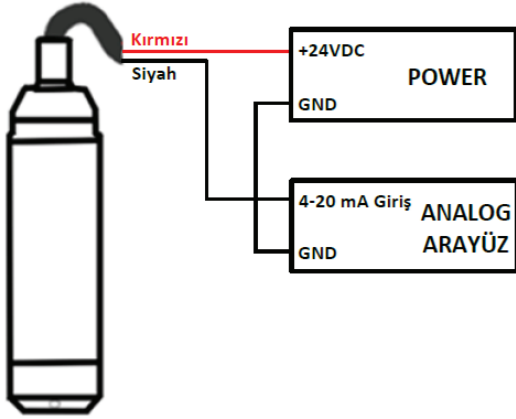 Kırmızı
Siyah
+24VDC
POWER
GND
4-20 mA Giriş
ANALOG
ARAYÜZ
GND